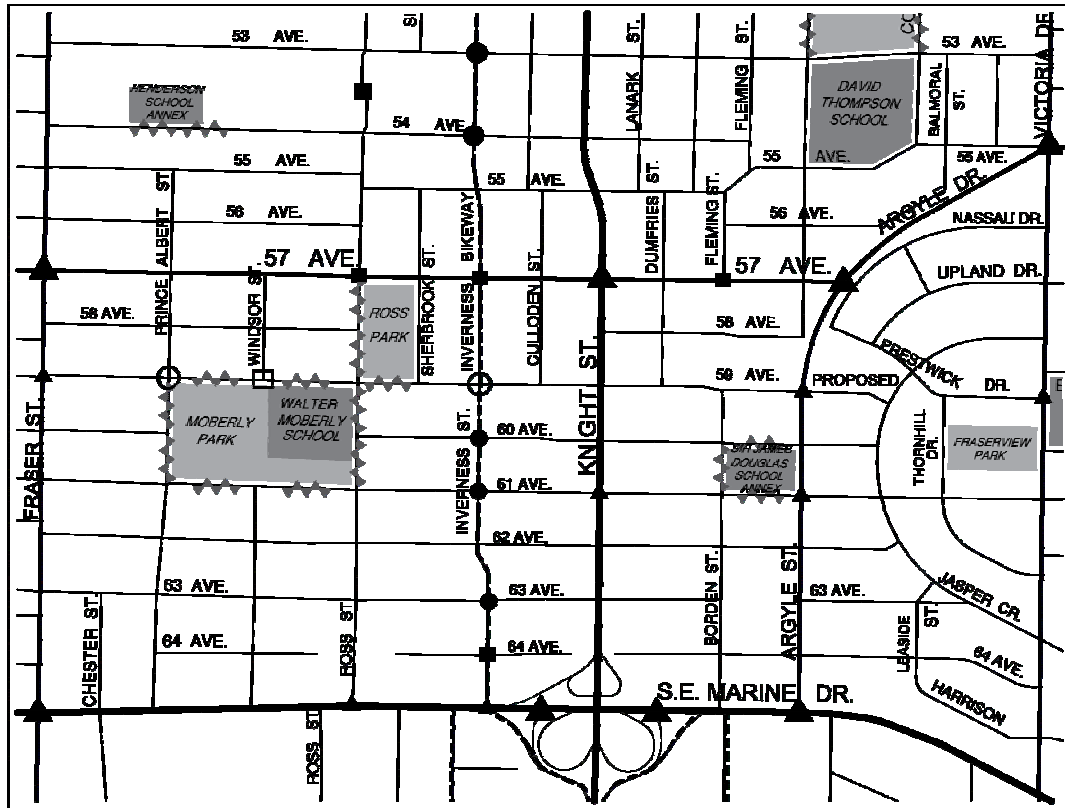 53 AVE.
ST.
ST.
53 AVE.
VICTORIA
HENDERSON
SCHOOL
ANNEX
LANARK
FLEMING
DAVID
THOMPSON
SCHOOL
BALMORAL
ST.
54 AVE.
55 AVE.
55 AVE.
55 AVE.
55 AVE.
PRINCE ALBERT ST.
56 AVE.
INVERNESS BIKEWAY
DUMFRIES ST.
FLEMING ST.
56 AVE.
ARGYLE DR.
NASSAU DR.
57 AVE.
57 AVE.
UPLAND DR.
WINDSOR ST.
SHERBROOK ST.
CULLODEN ST.
58 AVE.
ROSS
PARK
58 AVE.
PRESTWICK
DR.
59 AVE.
PROPOSED
FRASER ST.
MOBERLY
PARK
WALTER
MOBERLY
SCHOOL
KNIGHT ST.
60 AVE.
INVERNESS ST.
SIR JAMES
DOUGLAS
SCHOOL
ANNEX
THORNHILL
DR.
FRASERVIEW
PARK
61 AVE.
62 AVE.
63 AVE.
63 AVE.
BORDEN ST.
ARGYLE ST.
63 AVE.
JASPER CR.
CHESTER ST.
64 AVE.
ROSS ST.
64 AVE.
LEASIDE
ST.
64 AVE.
HARRISON
S.E. MARINE DR.
ROSS ST.